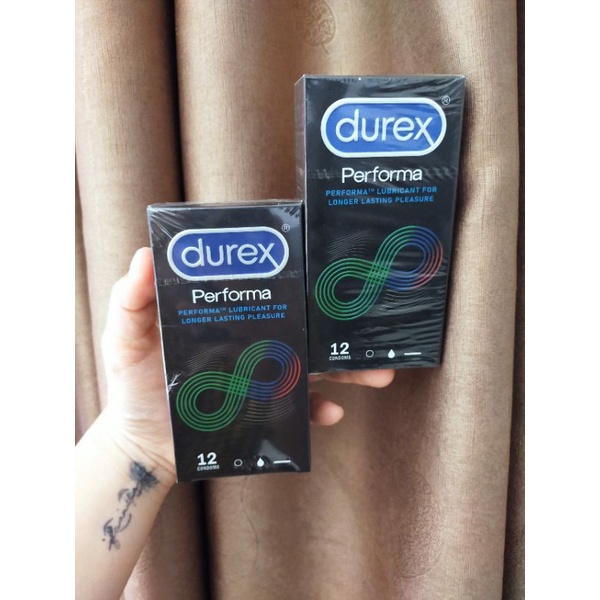 durex®
Performa
PERFORMA™ LUBRICANT FOR
LONGER LASTING PLEASURE
12
CONDOMS
durex®
Performa
PERFORMA™ LUBRICANT FOR
LONGER LASTING PLEASURE
12
CONDOMS